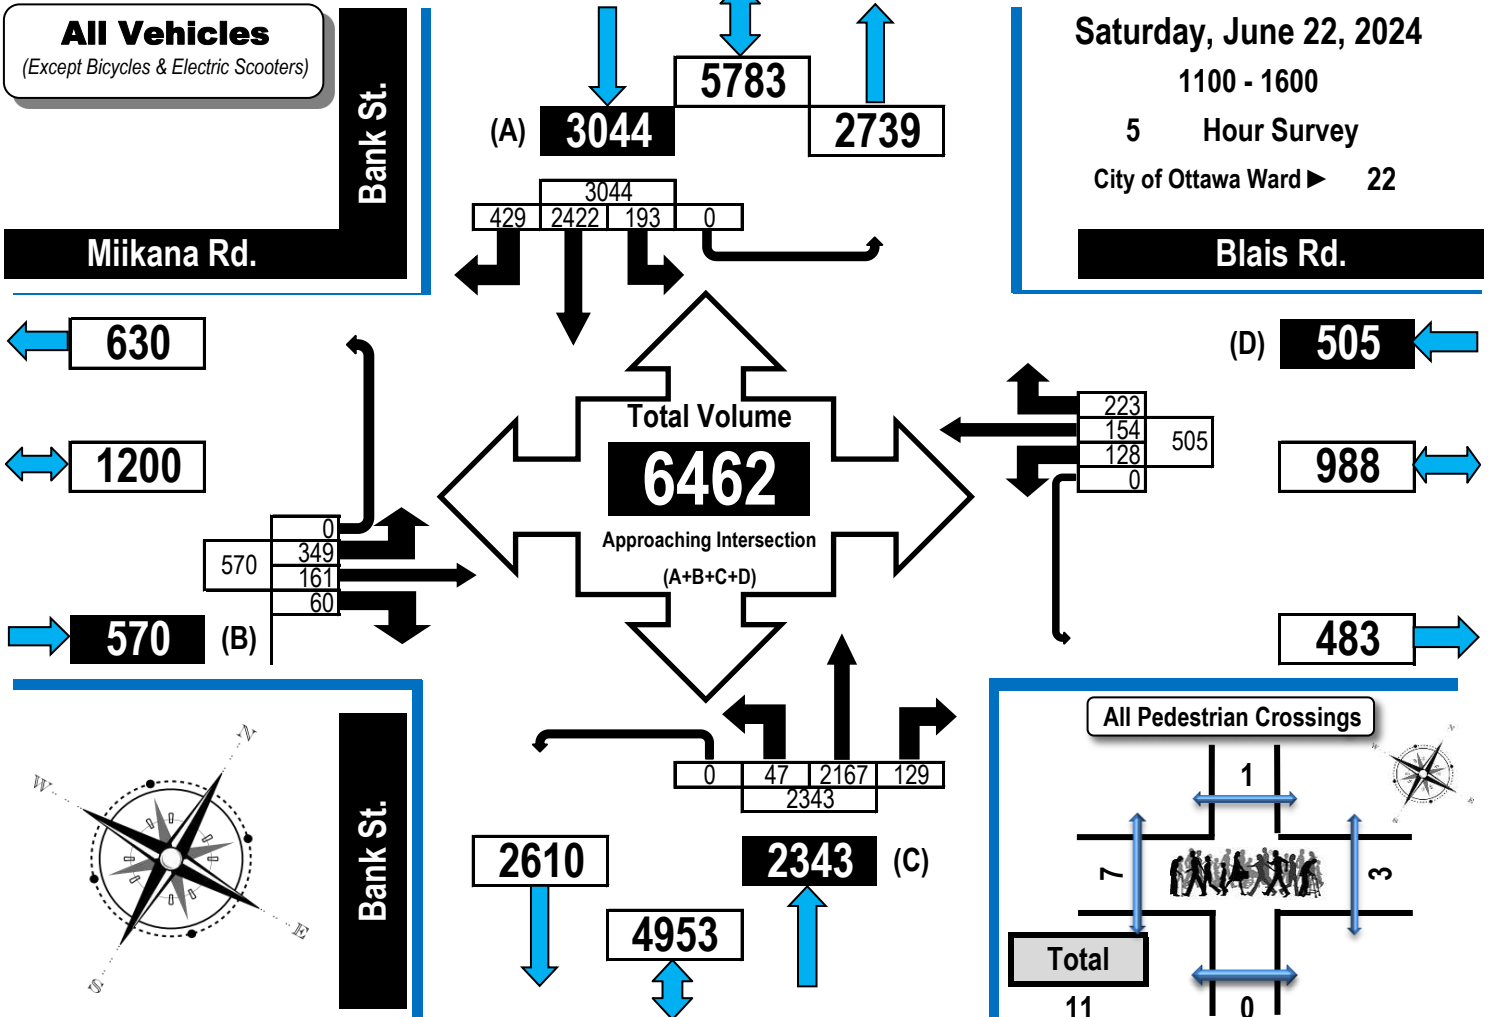 All Vehicles
(Except Bicycles & Electric Scooters)
Bank St.
Miikana Rd.
5783
(A) 3044
2739
3044
429 2422 193 0
Saturday, June 22, 2024
1100 - 1600
5 Hour Survey
City of Ottawa Ward ► 22
Blais Rd.
630
(D) 505
1200
988
223
154
128
0
505
Total Volume
6462
Approaching Intersection
(A+B+C+D)
0
349
161
60
570
570 (B)
483
0 47 2167 129
2343
2610
2343 (C)
4953
Bank St.
N
W
E
S
All Pedestrian Crossings
N
W
E
S
1
7
3
Total
11
0